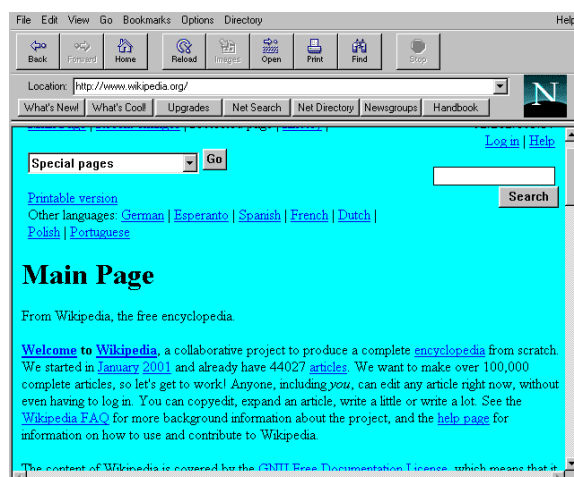 File Edit View Go Bookmarks Options Directory Help
Back Forward Home Reload Images Open Print Find Stop
Location: http://www.wikipedia.org/
N
What's New! What's Cool! Upgrades Net Search Net Directory Newsgroups Handbook
Log in | Help
Special pages Go
Search
Printable version
Other languages: German | Esperanto | Spanish | French | Dutch |
Polish | Portuguese
Main Page
From Wikipedia, the free encyclopedia.
Welcome to Wikipedia, a collaborative project to produce a complete encyclopedia from scratch.
We started in January 2001 and already have 44027 articles. We want to make over 100,000
complete articles, so let's get to work! Anyone, including you, can edit any article right now, without
even having to log in. You can copyedit, expand an article, write a little or write a lot. See the
Wikipedia FAQ for more background information about the project, and the help page for
information on how to use and contribute to Wikipedia.
The content of Wikipedia is covered by the GNU Free Documentation License, which means that it